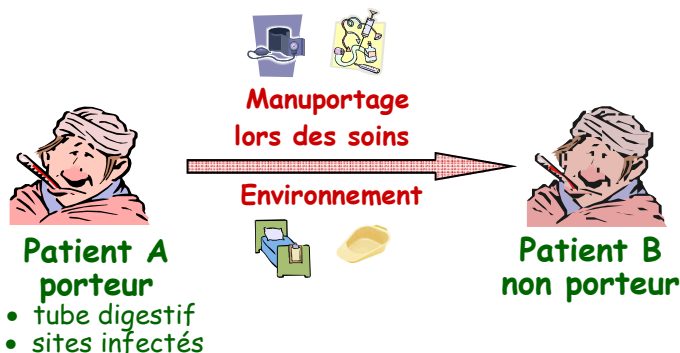 Manuportage
lors des soins
Environnement
Patient A
porteur
• tube digestif
• sites infectés
Patient B
non porteur